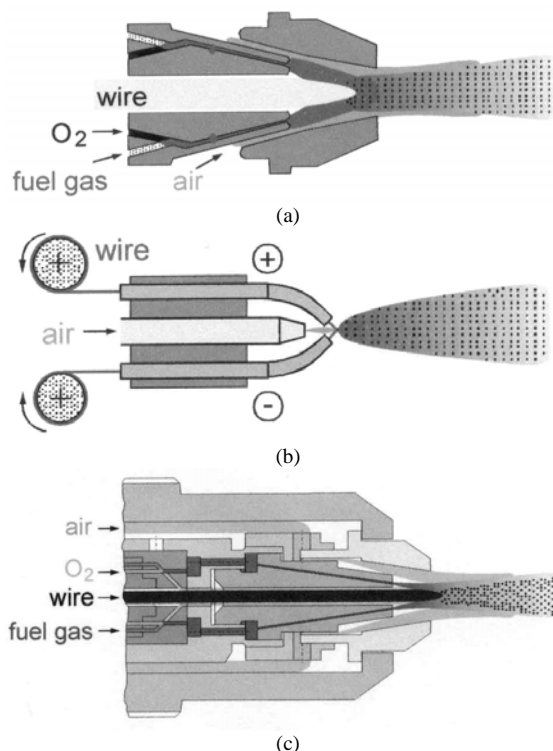 wire
O₂
fuel gas
air
(a)
wire
+
air
-
(b)
air
O₂
wire
fuel gas
(c)